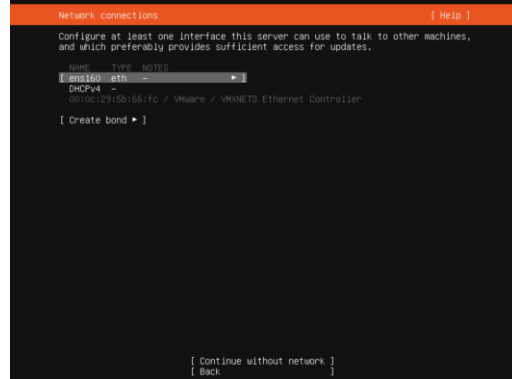 Network connections [ Help ]
Configure at least one interface this server can use to talk to other machines,
and which preferably provides sufficient access for updates.
NAME TYPE NOTES
[ ens160 eth - ▸ ]
DHCPv4 -
00:0c:29:5b:66:fc / VMware / VMXNET3 Ethernet Controller
[ Create bond ▸ ]
[ Continue without network ]
[ Back ]